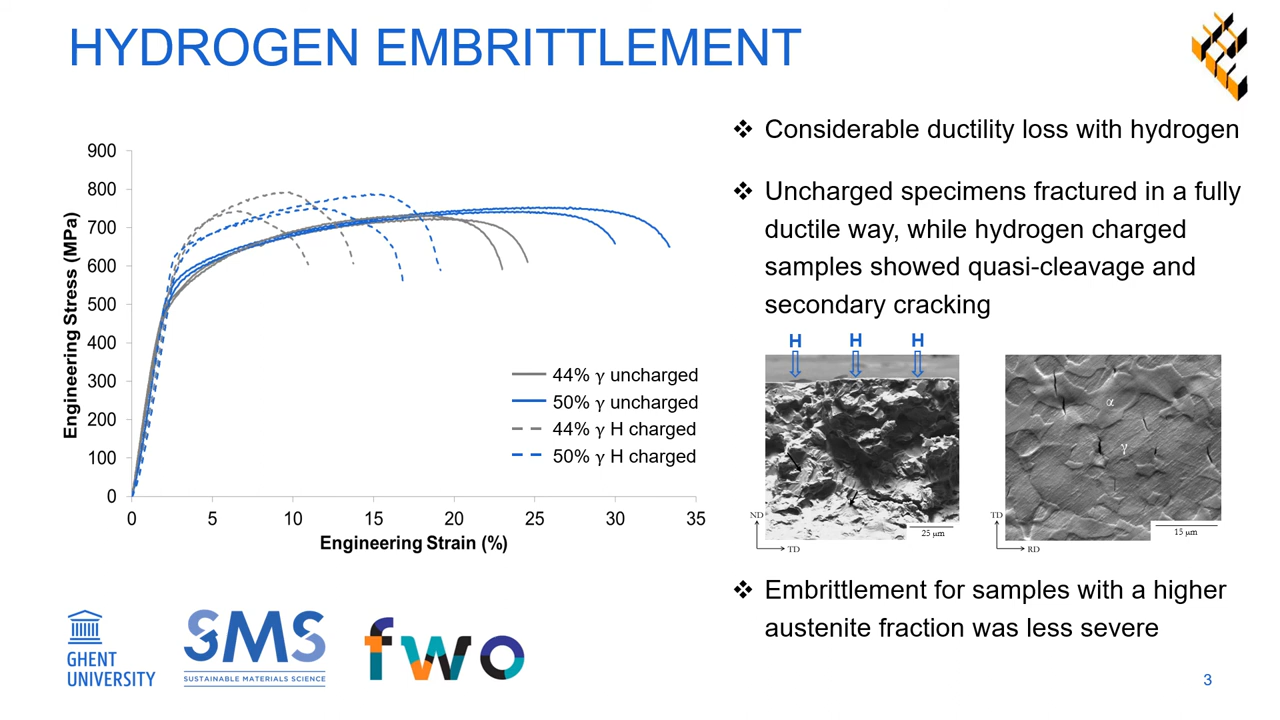 HYDROGEN EMBRITTLEMENT
❖ Considerable ductility loss with hydrogen
❖ Uncharged specimens fractured in a fully
ductile way, while hydrogen charged
samples showed quasi-cleavage and
secondary cracking
900
800
700
600
500
400
300
200
100
0
Engineering Stress (MPa)
0 5 10 15 20 25 30 35
Engineering Strain (%)
44% γ uncharged
50% γ uncharged
44% γ H charged
50% γ H charged
H H H
ND
TD
25 µm
α
γ
TD
RD
15 µm
❖ Embrittlement for samples with a higher
austenite fraction was less severe
GHENT
UNIVERSITY
SMS
SUSTAINABLE MATERIALS SCIENCE
fwo
3